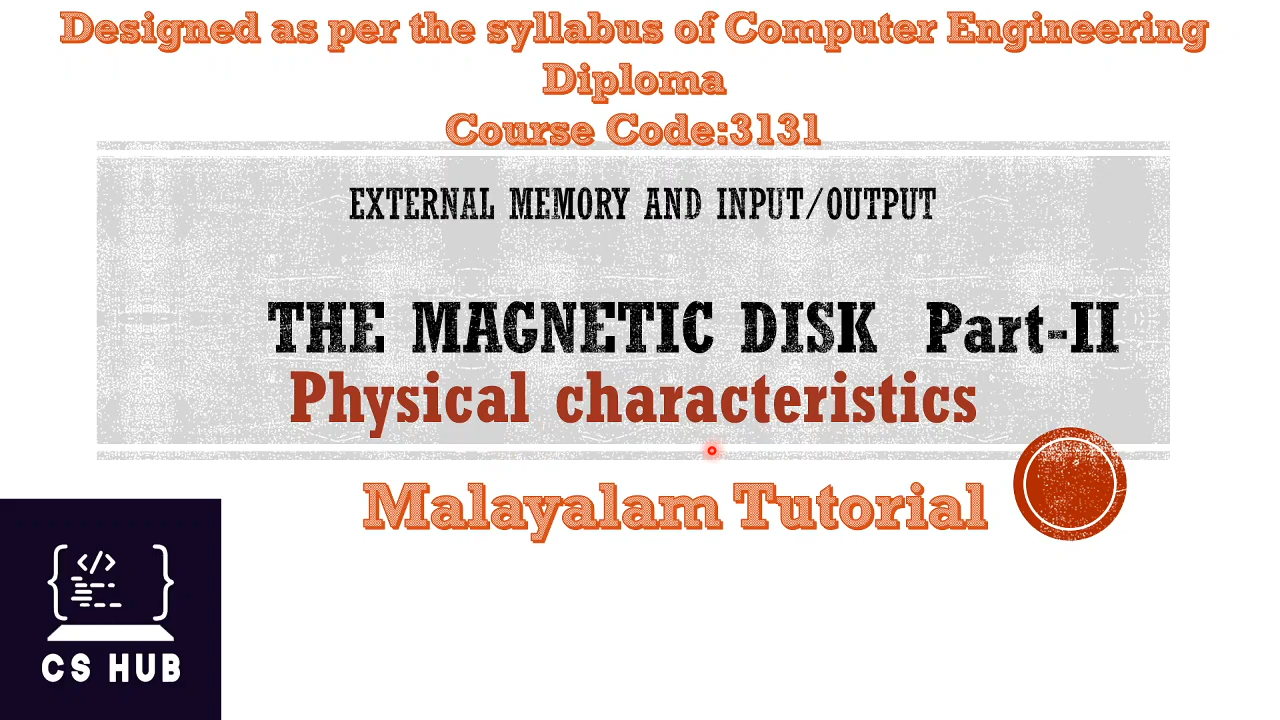 Designed as per the syllabus of Computer Engineering
Diploma
Course Code:3131
EXTERNAL MEMORY AND INPUT/OUTPUT
THE MAGNETIC DISK Part-II
Physical characteristics
Malayalam Tutorial
{ </> }
CS HUB